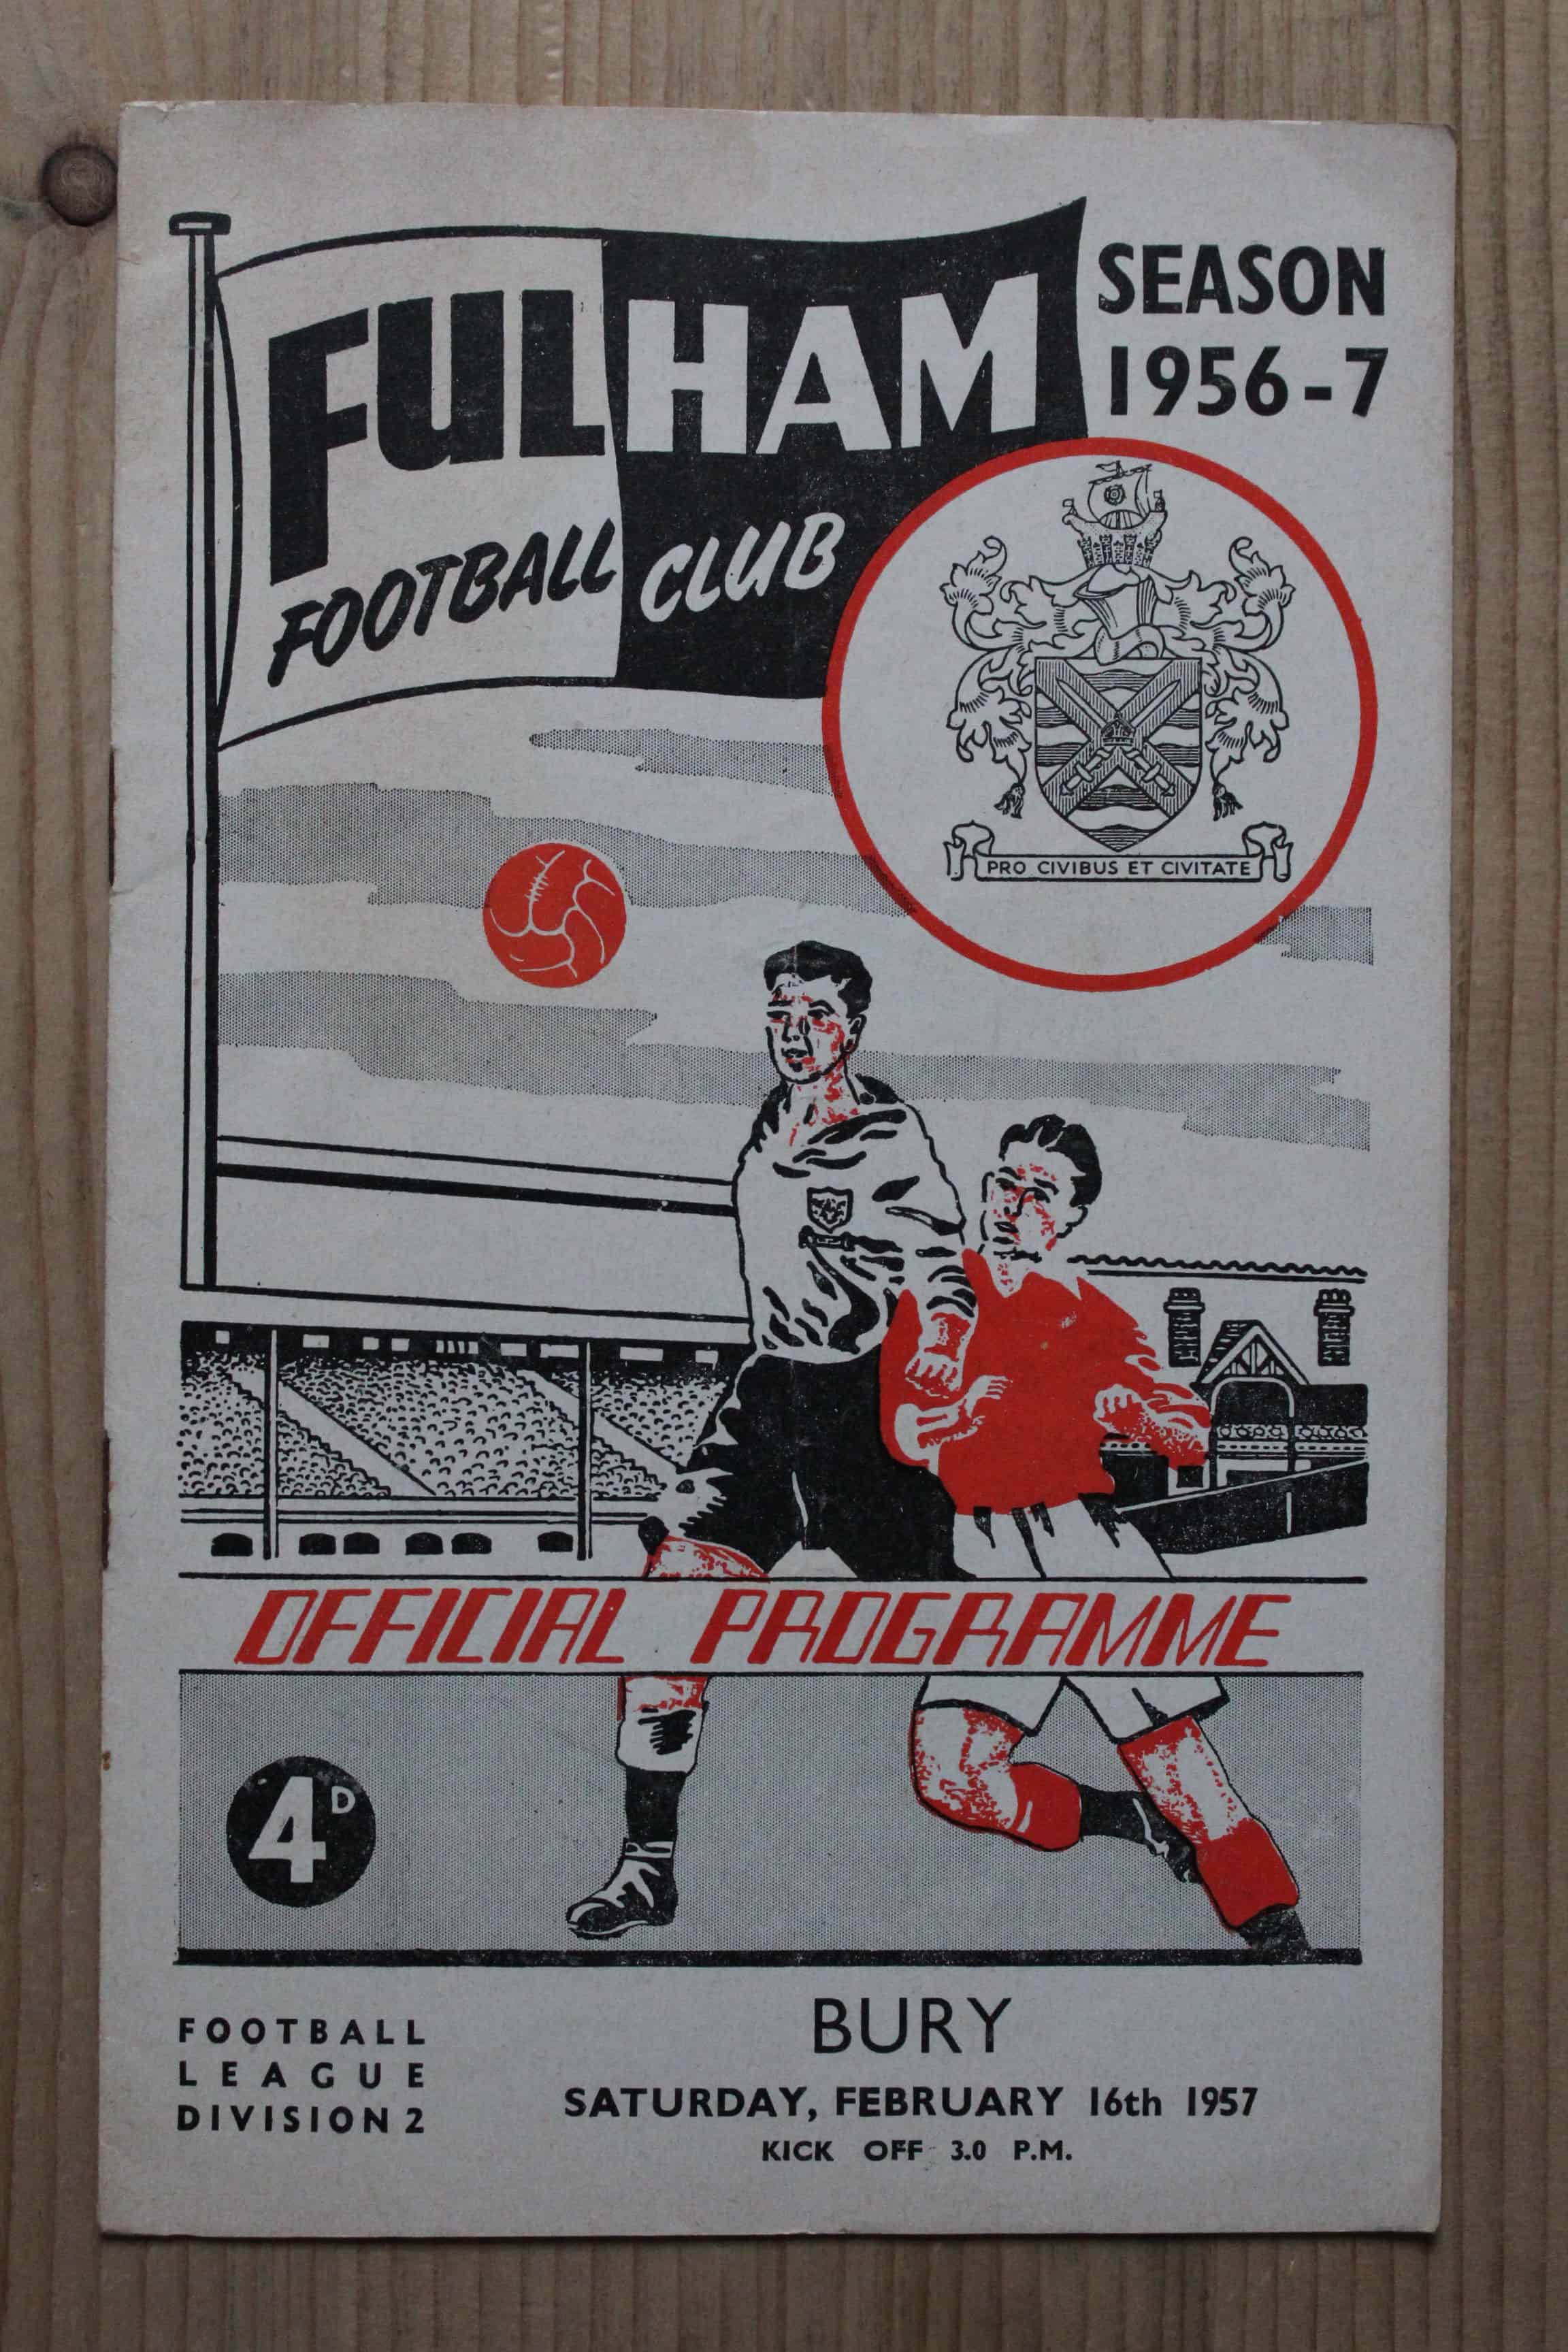 FULHAM
FOOTBALL CLUB
SEASON
1956-7
PRO CIVIBUS ET CIVITATE
OFFICIAL PROGRAMME
4D
FOOTBALL
LEAGUE
DIVISION 2
BURY
SATURDAY, FEBRUARY 16th 1957
KICK OFF 3.0 P.M.